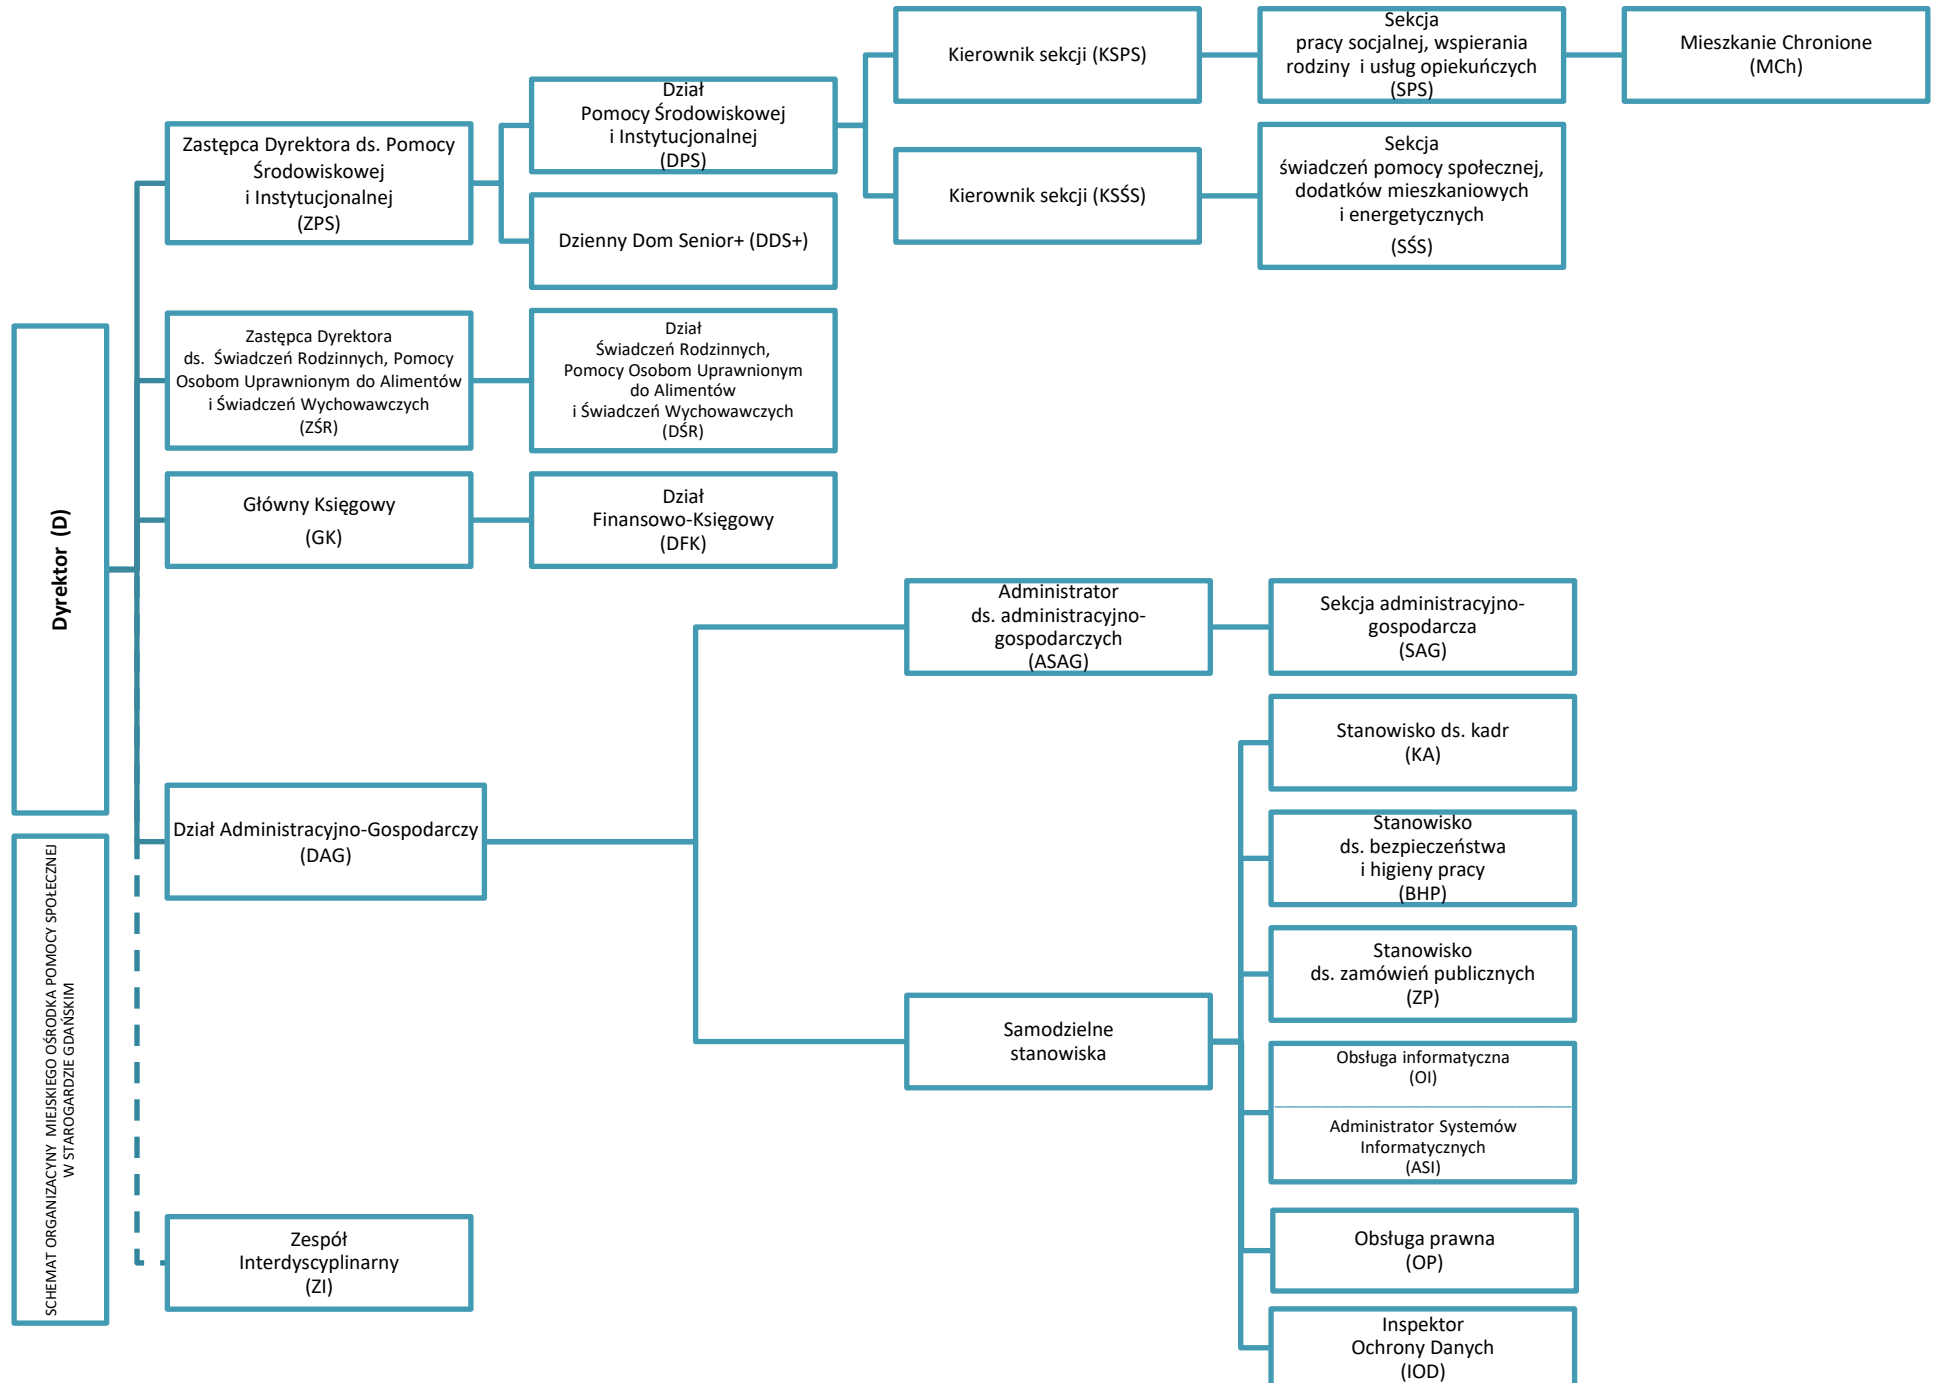 Dyrektor (D)
SCHEMAT ORGANIZACYJNY MIEJSKIEGO OŚRODKA POMOCY SPOŁECZNEJ
W STAROGARDZIE GDAŃSKIM
Zastępca Dyrektora ds. Pomocy
Środowiskowej
i Instytucjonalnej
(ZPS)
Dział
Pomocy Środowiskowej
i Instytucjonalnej
(DPS)
Kierownik sekcji (KSPS)
Sekcja
pracy socjalnej, wspierania
rodziny i usług opiekuńczych
(SPS)
Mieszkanie Chronione
(MCh)
Kierownik sekcji (KSŚS)
Sekcja
świadczeń pomocy społecznej,
dodatków mieszkaniowych
i energetycznych
(SŚS)
Dzienny Dom Senior+ (DDS+)
Zastępca Dyrektora
ds. Świadczeń Rodzinnych, Pomocy
Osobom Uprawnionym do Alimentów
i Świadczeń Wychowawczych
(ZŚR)
Dział
Świadczeń Rodzinnych,
Pomocy Osobom Uprawnionym
do Alimentów
i Świadczeń Wychowawczych
(DŚR)
Główny Księgowy
(GK)
Dział
Finansowo-Księgowy
(DFK)
Dział Administracyjno-Gospodarczy
(DAG)
Administrator
ds. administracyjno-
gospodarczych
(ASAG)
Sekcja administracyjno-
gospodarcza
(SAG)
Samodzielne
stanowiska
Stanowisko ds. kadr
(KA)
Stanowisko
ds. bezpieczeństwa
i higieny pracy
(BHP)
Stanowisko
ds. zamówień publicznych
(ZP)
Obsługa informatyczna
(OI)
Administrator Systemów
Informatycznych
(ASI)
Obsługa prawna
(OP)
Inspektor
Ochrony Danych
(IOD)
Zespół
Interdyscyplinarny
(ZI)